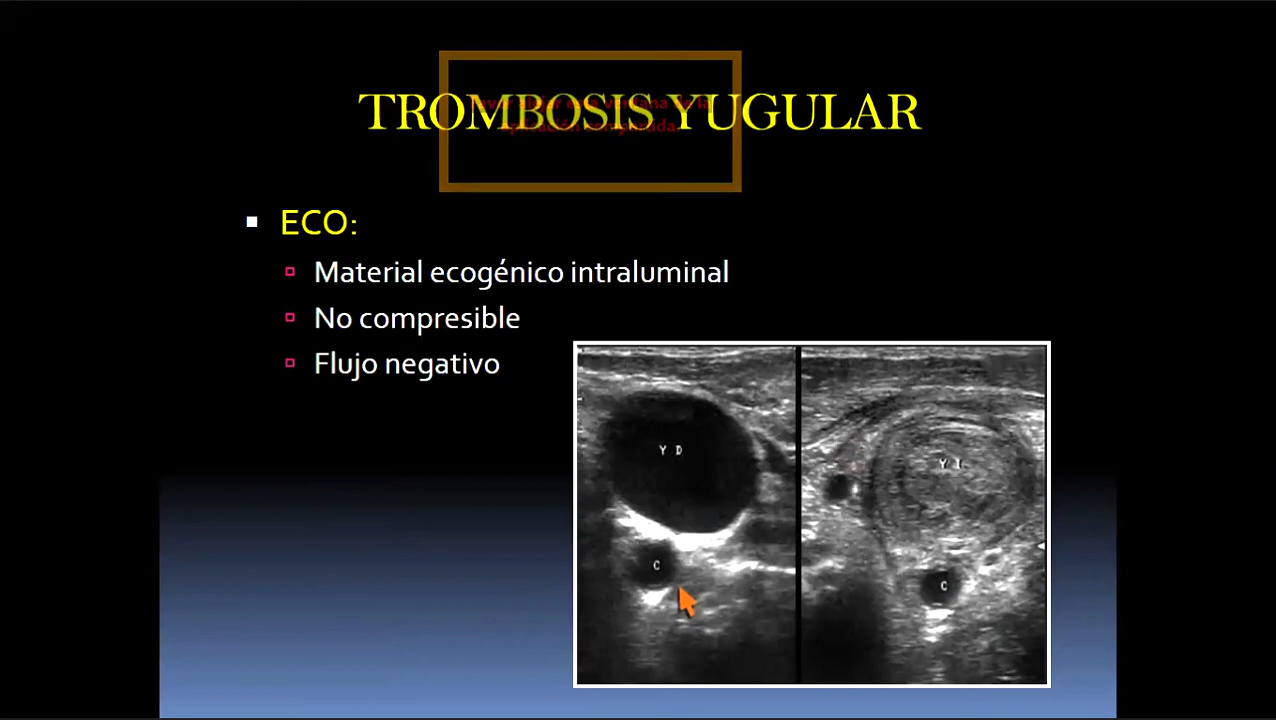 TROMBOSIS YUGULAR
ECO:
Material ecogénico intraluminal
No compresible
Flujo negativo
Y D
Y I
C
C